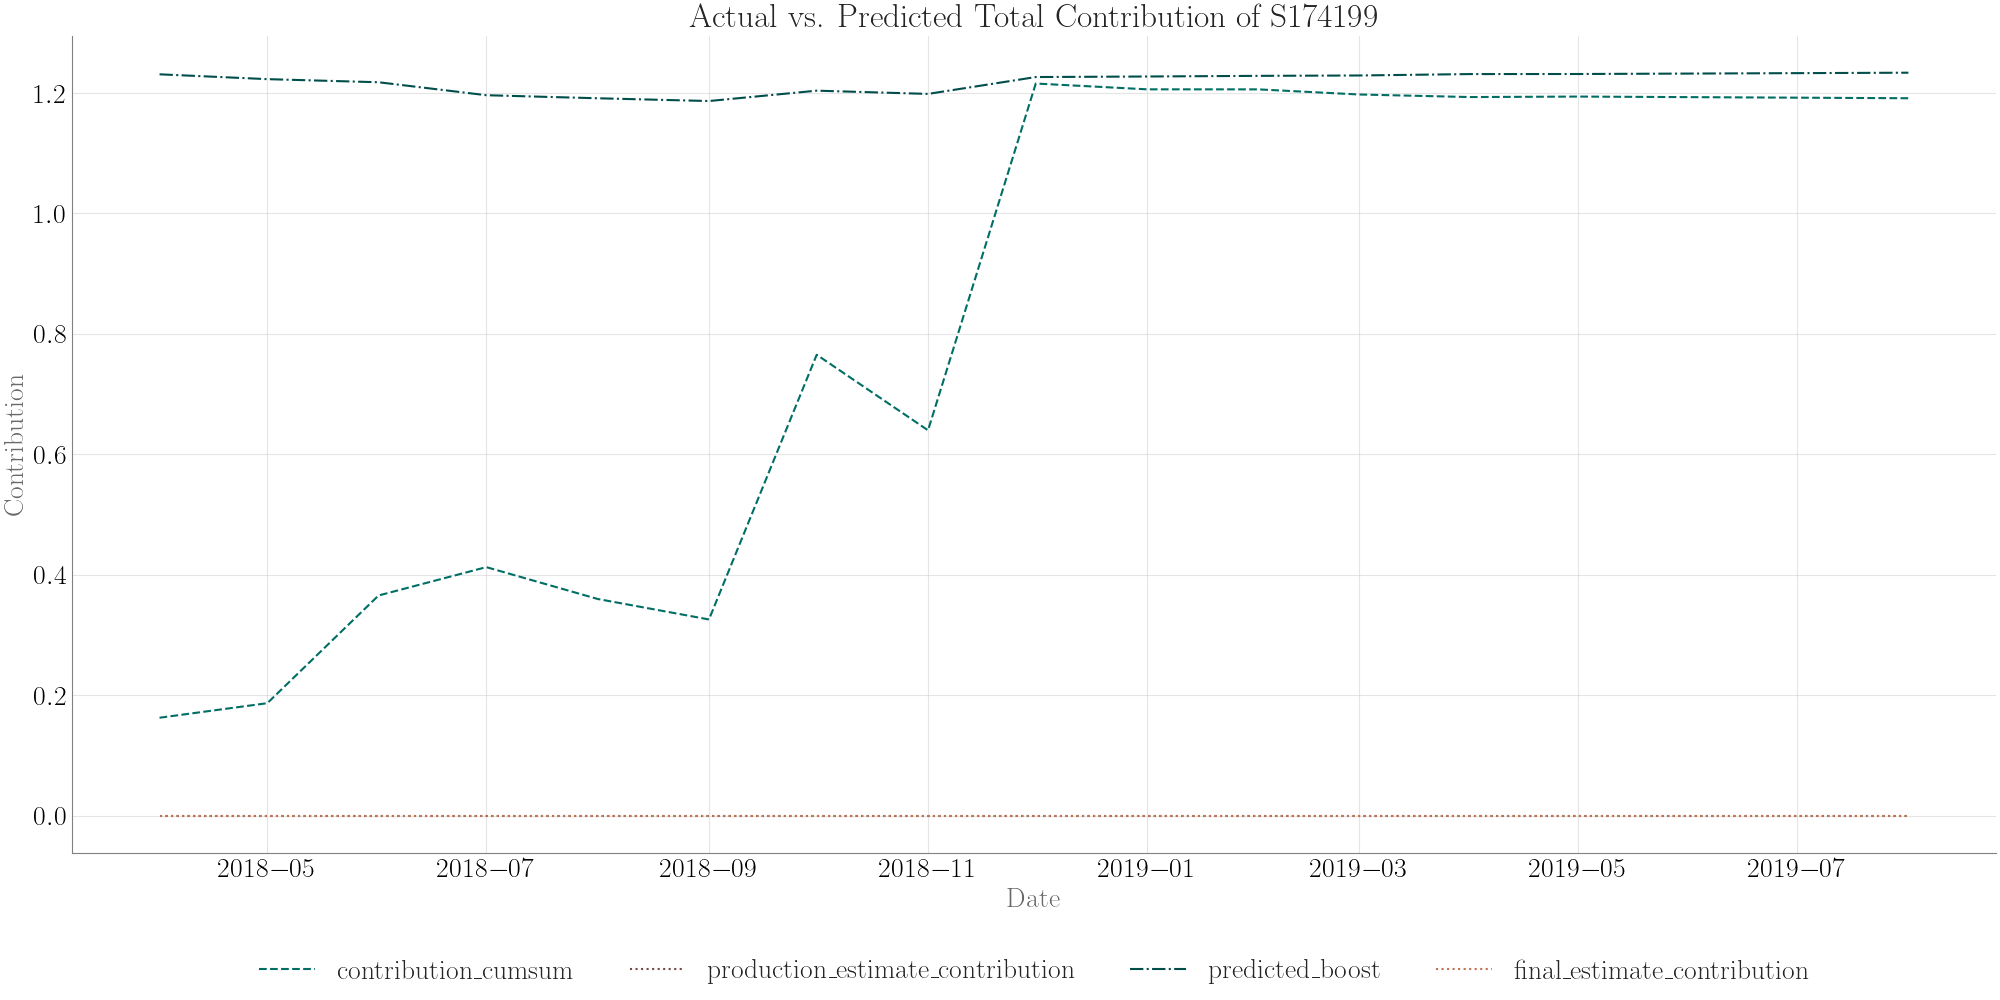 Actual vs. Predicted Total Contribution of S174199
Contribution
1.2
1.0
0.8
0.6
0.4
0.2
0.0
2018−05 2018−07 2018−09 2018−11 2019−01 2019−03 2019−05 2019−07
Date
contribution_cumsum production_estimate_contribution predicted_boost final_estimate_contribution